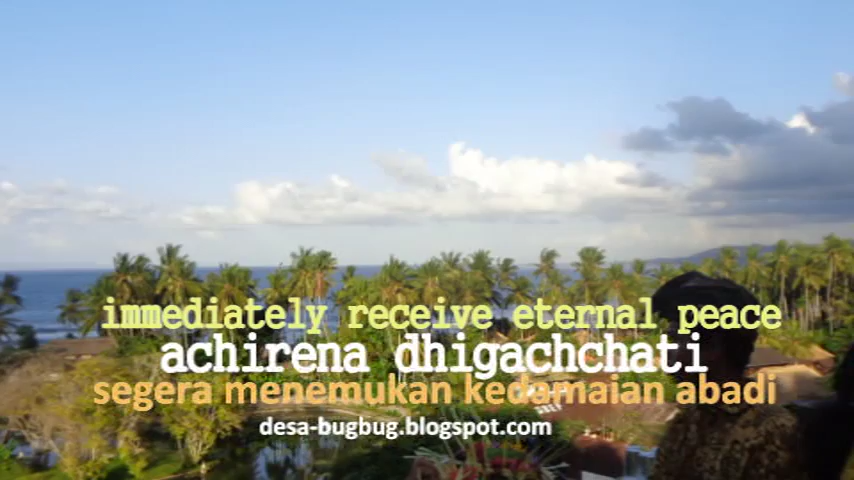 immediately receive eternal peace
achirena dhigachchati
segera menemukan kedamaian abadi
desa-bugbug.blogspot.com